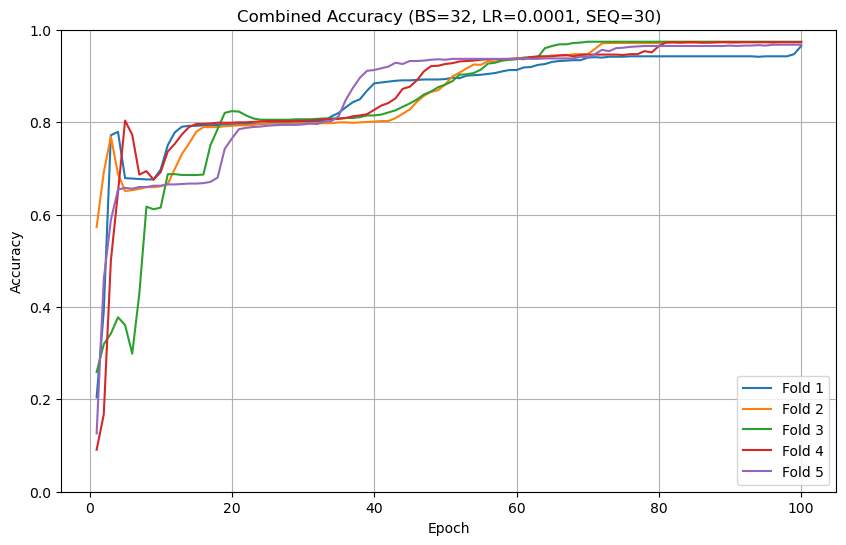 Combined Accuracy (BS=32, LR=0.0001, SEQ=30)
Accuracy
1.0
0.8
0.6
0.4
0.2
0.0
0
20
40
60
80
100
Epoch
Fold 1
Fold 2
Fold 3
Fold 4
Fold 5